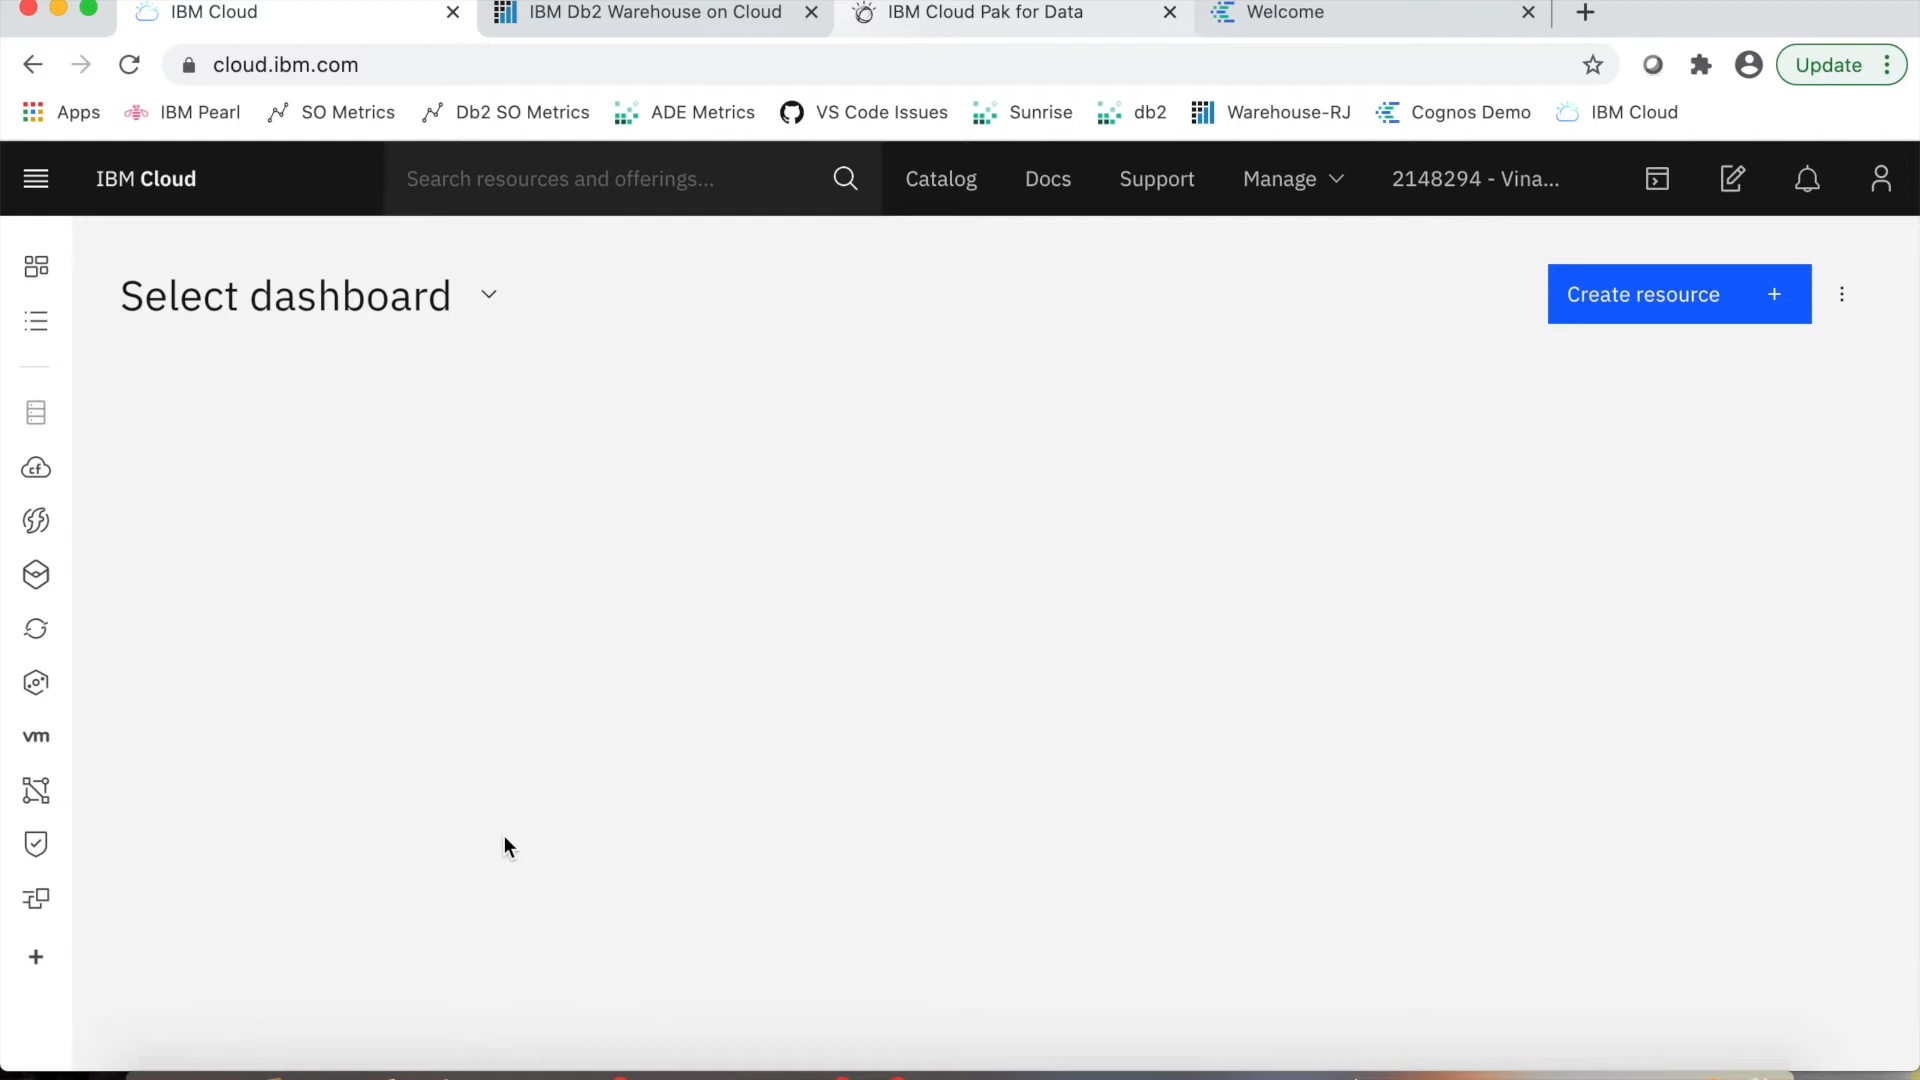 IBM Cloud
IBM Db2 Warehouse on Cloud
IBM Cloud Pak for Data
Welcome
cloud.ibm.com
Update
Apps
IBM Pearl
SO Metrics
Db2 SO Metrics
ADE Metrics
VS Code Issues
Sunrise
db2
Warehouse-RJ
Cognos Demo
IBM Cloud
IBM Cloud
Search resources and offerings...
Catalog
Docs
Support
Manage
2148294 - Vina...
Select dashboard
Create resource +
cf
vm